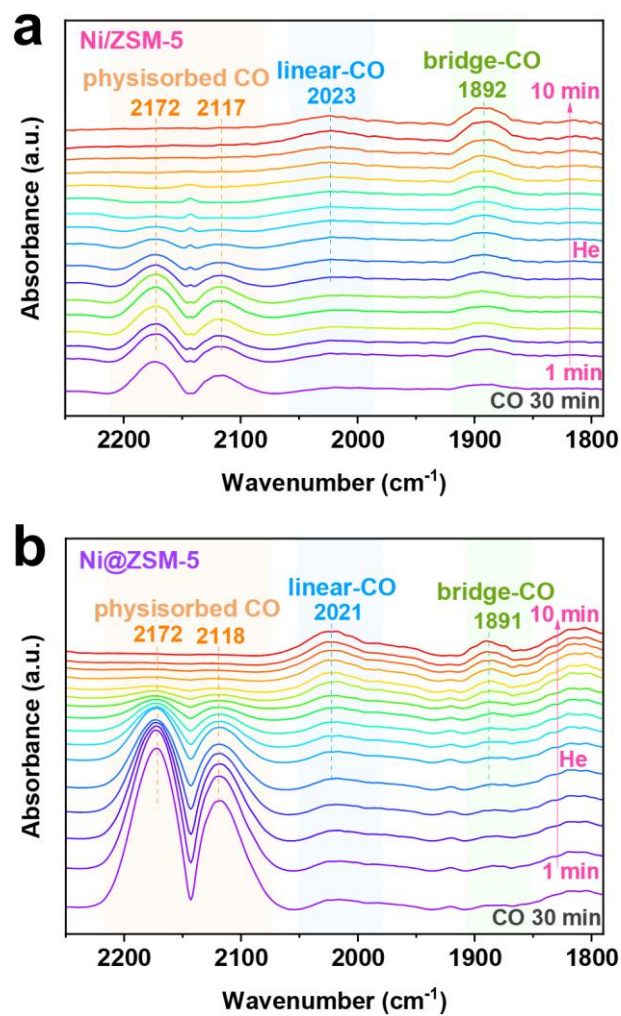 a
Ni/ZSM-5
physisorbed CO
linear-CO
bridge-CO
2172
2117
2023
1892
10 min
He
1 min
CO 30 min
Absorbance (a.u.)
2200
2100
2000
1900
1800
Wavenumber (cm⁻¹)
b
Ni@ZSM-5
physisorbed CO
linear-CO
bridge-CO
2172
2118
2021
1891
10 min
He
1 min
CO 30 min
Absorbance (a.u.)
2200
2100
2000
1900
1800
Wavenumber (cm⁻¹)